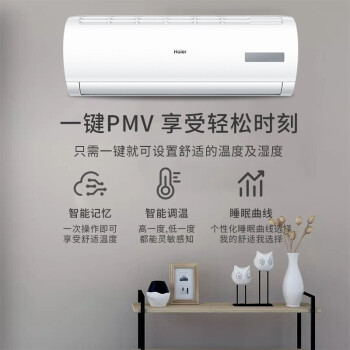 Haier
一键PMV 享受轻松时刻
只需一键就可设置舒适的温度及湿度
智能记忆
一次操作即可
享受舒适温度
智能调温
高一度,低一度
都能灵敏感知
睡眠曲线
个性化睡眠曲线选择
我的舒适我选择